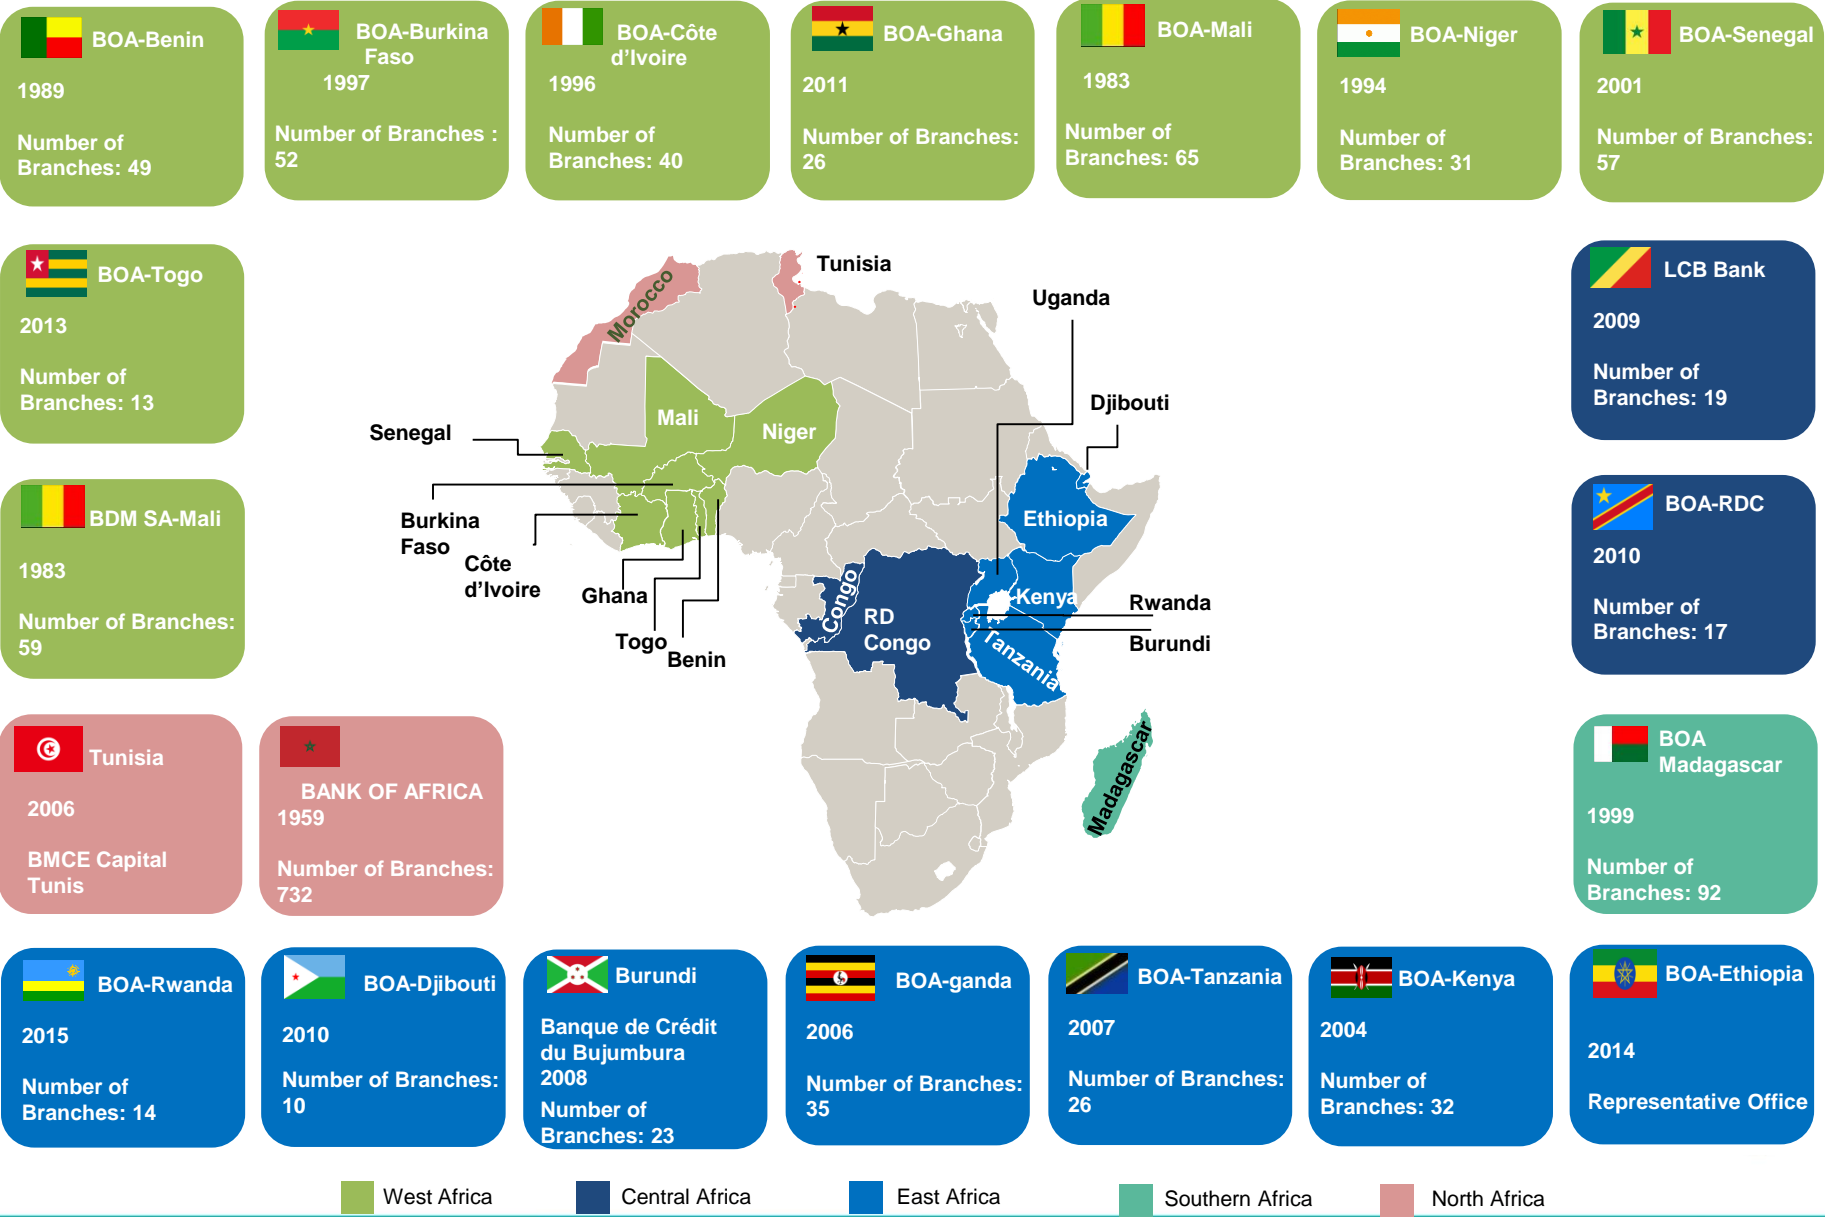 BOA-Benin
1989
Number of
Branches: 49
BOA-Burkina
Faso
1997
Number of Branches :
52
BOA-Côte
d’Ivoire
1996
Number of
Branches: 40
BOA-Ghana
2011
Number of Branches:
26
BOA-Mali
1983
Number of
Branches: 65
BOA-Niger
1994
Number of
Branches: 31
BOA-Senegal
2001
Number of Branches:
57
BOA-Togo
2013
Number of
Branches: 13
LCB Bank
2009
Number of
Branches: 19
BDM SA-Mali
1983
Number of Branches:
59
BOA-RDC
2010
Number of
Branches: 17
Tunisia
Morocco
Uganda
Djibouti
Mali
Niger
Senegal
Burkina
Faso
Côte
d’Ivoire
Ghana
Togo
Benin
Ethiopia
Congo
RD
Congo
Kenya
Rwanda
Burundi
Tanzania
Madagascar
Tunisia
2006
BMCE Capital
Tunis
BANK OF AFRICA
1959
Number of Branches:
732
BOA
Madagascar
1999
Number of
Branches: 92
BOA-Rwanda
2015
Number of
Branches: 14
BOA-Djibouti
2010
Number of Branches:
10
Burundi
Banque de Crédit
du Bujumbura
2008
Number of
Branches: 23
BOA-ganda
2006
Number of Branches:
35
BOA-Tanzania
2007
Number of Branches:
26
BOA-Kenya
2004
Number of
Branches: 32
BOA-Ethiopia
2014
Representative Office
West Africa
Central Africa
East Africa
Southern Africa
North Africa